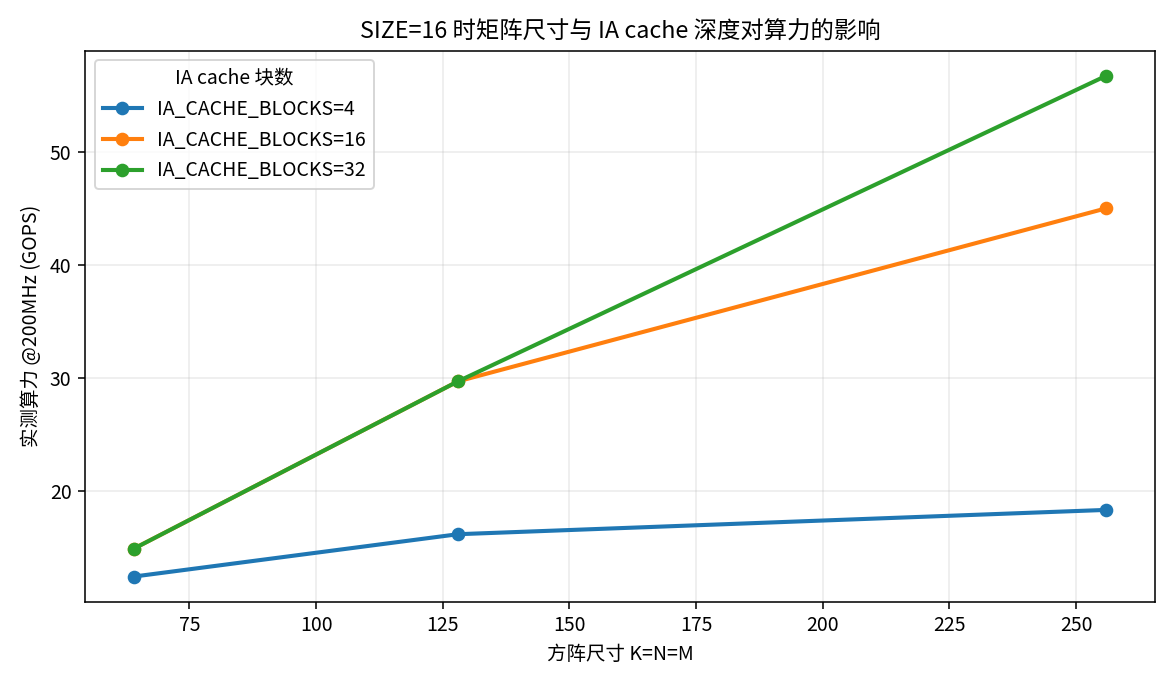 SIZE=16 时矩阵尺寸与 IA cache 深度对算力的影响
IA cache 块数
IA_CACHE_BLOCKS=4
IA_CACHE_BLOCKS=16
IA_CACHE_BLOCKS=32
实测算力 @200MHz (GOPS)
50
40
30
20
75 100 125 150 175 200 225 250
方阵尺寸 K=N=M